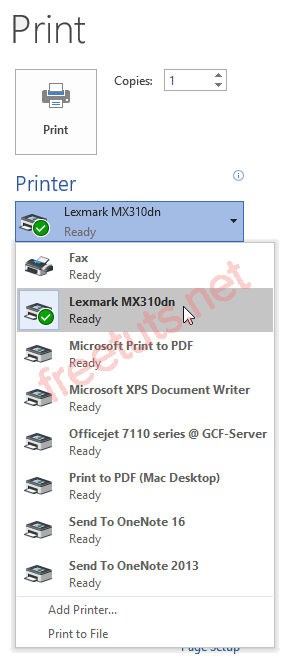 Print
Copies: 1
Print
Printer
Lexmark MX310dn
Ready
Fax
Ready
Lexmark MX310dn
Ready
Microsoft Print to PDF
Ready
Microsoft XPS Document Writer
Ready
Officejet 7110 series @ GCF-Server
Ready
Print to PDF (Mac Desktop)
Ready
Send To OneNote 16
Ready
Send To OneNote 2013
Ready
Add Printer...
Print to File
Page Setup
freetuts.net